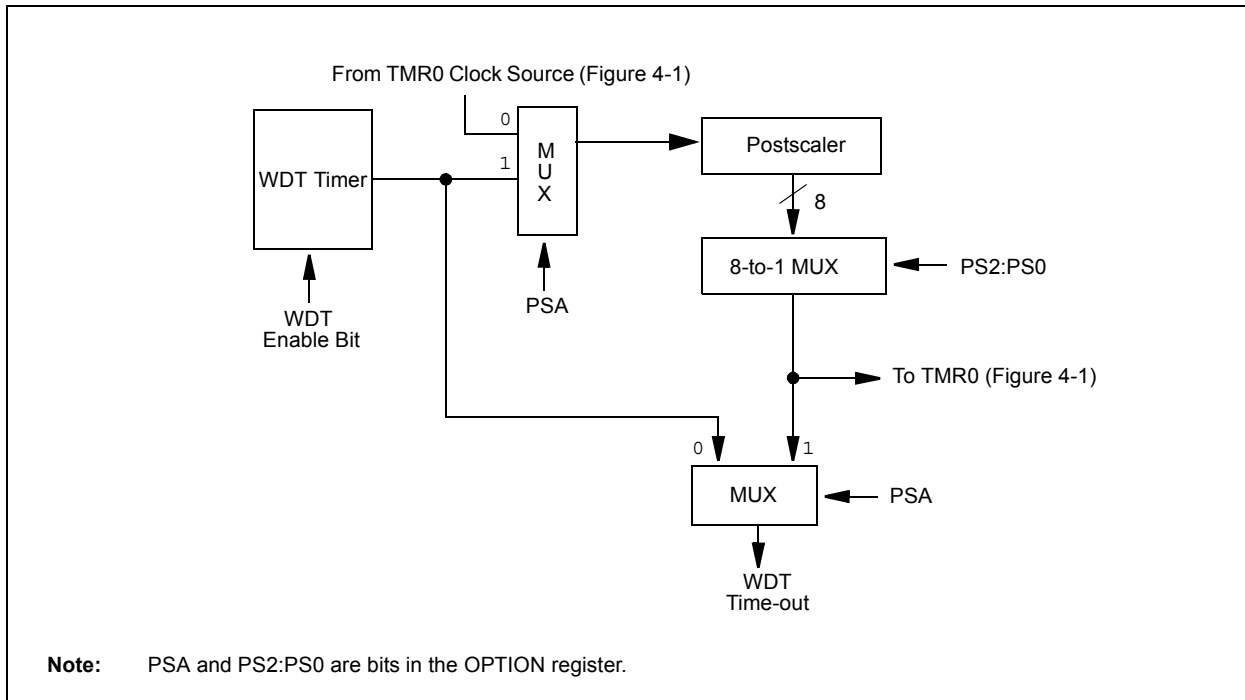 From TMR0 Clock Source (Figure 4-1)
0
1
M
U
X
WDT Timer
Postscaler
8
8-to-1 MUX
PS2:PS0
PSA
WDT
Enable Bit
To TMR0 (Figure 4-1)
0
1
MUX
PSA
WDT
Time-out
Note: PSA and PS2:PS0 are bits in the OPTION register.